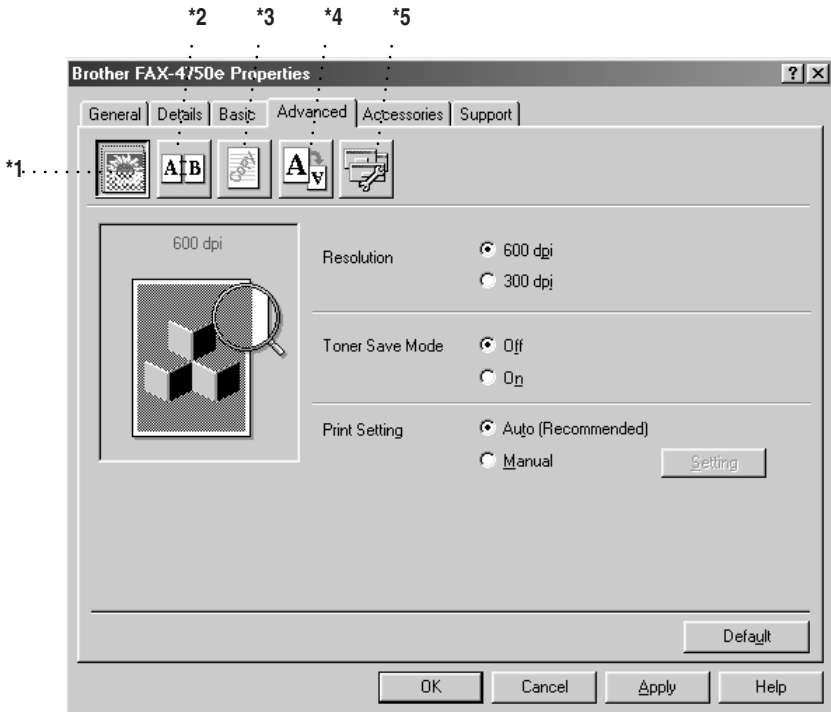 *2 *3 *4 *5
Brother FAX-4750e Properties
General Details Basic Advanced Accessories Support
*1
A B Copy A A
600 dpi
Resolution
600 dpi
300 dpi
Toner Save Mode
Off
On
Print Setting
Auto (Recommended)
Manual
Setting
Default
OK Cancel Apply Help